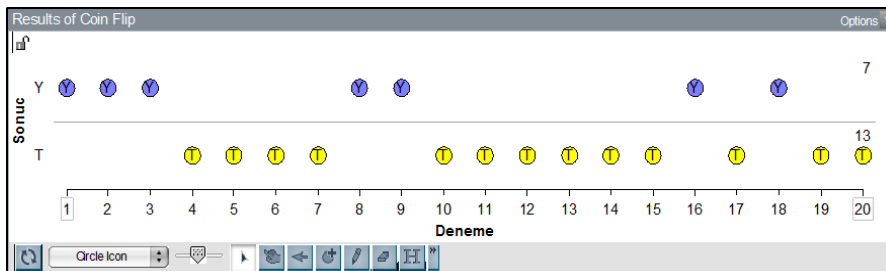 Results of Coin Flip Options
7
Y Y Y Y Y Y Y Y
Sonuc
13
T T T T T T T T T T T T T T
1 2 3 4 5 6 7 8 9 10 11 12 13 14 15 16 17 18 19 20
Deneme
Circle Icon H »